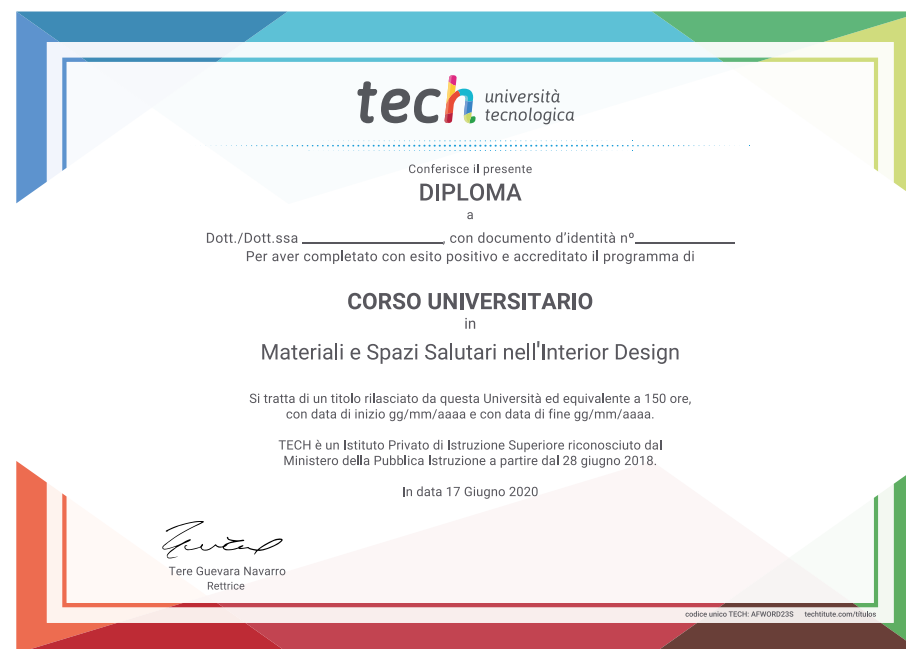 tech università
tecnologica
Conferisce il presente
DIPLOMA
a
Dott./Dott.ssa ____________________, con documento d'identità nº______________
Per aver completato con esito positivo e accreditato il programma di
CORSO UNIVERSITARIO
in
Materiali e Spazi Salutari nell'Interior Design
Si tratta di un titolo rilasciato da questa Università ed equivalente a 150 ore,
con data di inizio gg/mm/aaaa e con data di fine gg/mm/aaaa.
TECH è un Istituto Privato di Istruzione Superiore riconosciuto dal
Ministero della Pubblica Istruzione a partire dal 28 giugno 2018.
In data 17 Giugno 2020
Tere Guevara Navarro
Rettrice
codice unico TECH: AFWORD23S techtitute.com/titulos